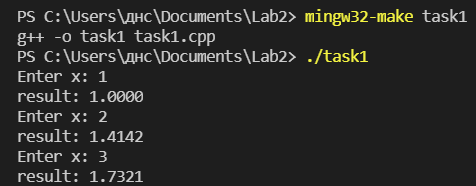 PS C:\Users\днс\Documents\Lab2> mingw32-make task1
g++ -o task1 task1.cpp
PS C:\Users\днс\Documents\Lab2> ./task1
Enter x: 1
result: 1.0000
Enter x: 2
result: 1.4142
Enter x: 3
result: 1.7321